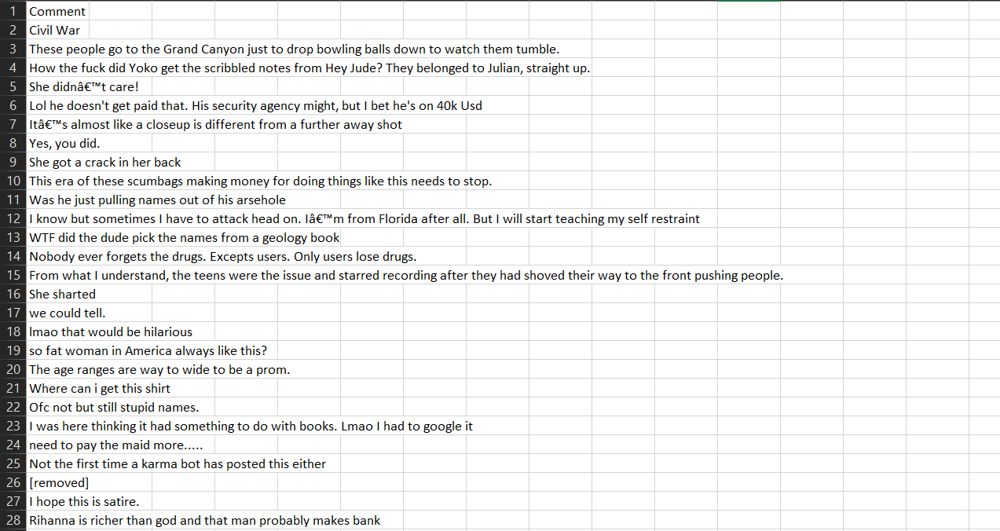 1 Comment
2 Civil War
3 These people go to the Grand Canyon just to drop bowling balls down to watch them tumble.
4 How the fuck did Yoko get the scribbled notes from Hey Jude? They belonged to Julian, straight up.
5 She didnâ€™t care!
6 Lol he doesn't get paid that. His security agency might, but I bet he's on 40k Usd
7 Itâ€™s almost like a closeup is different from a further away shot
8 Yes, you did.
9 She got a crack in her back
10 This era of these scumbags making money for doing things like this needs to stop.
11 Was he just pulling names out of his arsehole
12 I know but sometimes I have to attack head on. Iâ€™m from Florida after all. But I will start teaching my self restraint
13 WTF did the dude pick the names from a geology book
14 Nobody ever forgets the drugs. Excepts users. Only users lose drugs.
15 From what I understand, the teens were the issue and starred recording after they had shoved their way to the front pushing people.
16 She sharted
17 we could tell.
18 lmao that would be hilarious
19 so fat woman in America always like this?
20 The age ranges are way to wide to be a prom.
21 Where can i get this shirt
22 Ofc not but still stupid names.
23 I was here thinking it had something to do with books. Lmao I had to google it
24 need to pay the maid more.....
25 Not the first time a karma bot has posted this either
26 [removed]
27 I hope this is satire.
28 Rihanna is richer than god and that man probably makes bank